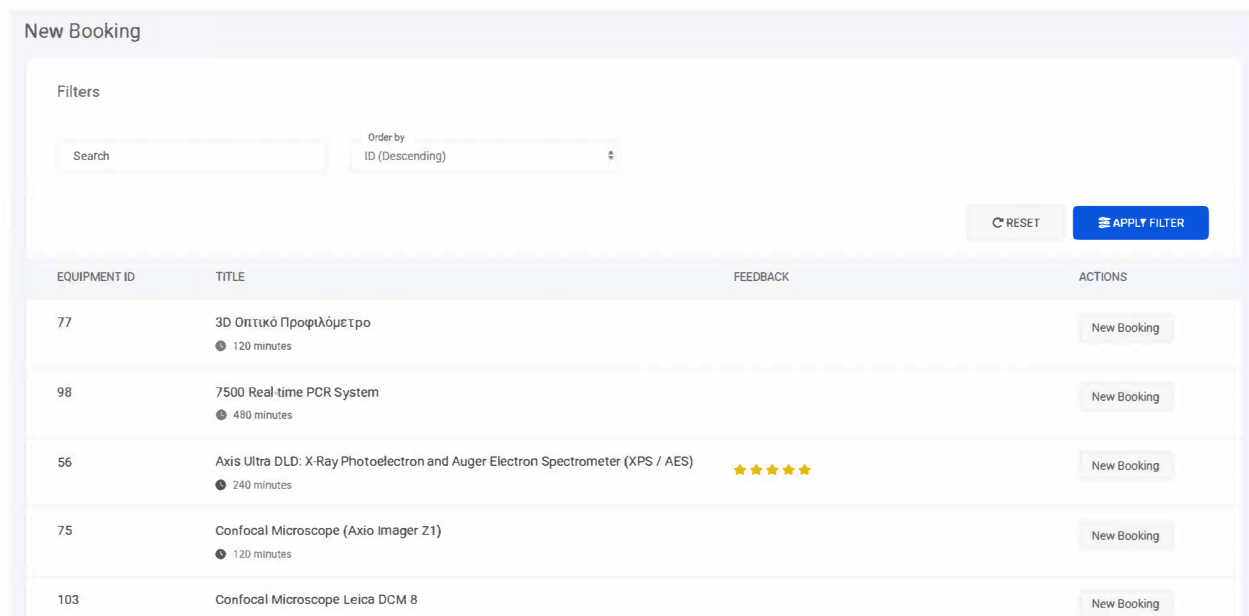 New Booking
Filters
Search
Order by
ID (Descending)
RESET
APPLY FILTER
EQUIPMENT ID TITLE FEEDBACK ACTIONS
77 3D Οπτικό Προφιλόμετρο New Booking
120 minutes
98 7500 Real-time PCR System New Booking
480 minutes
56 Axis Ultra DLD: X-Ray Photoelectron and Auger Electron Spectrometer (XPS / AES) New Booking
240 minutes
75 Confocal Microscope (Axio Imager Z1) New Booking
120 minutes
103 Confocal Microscope Leica DCM 8 New Booking